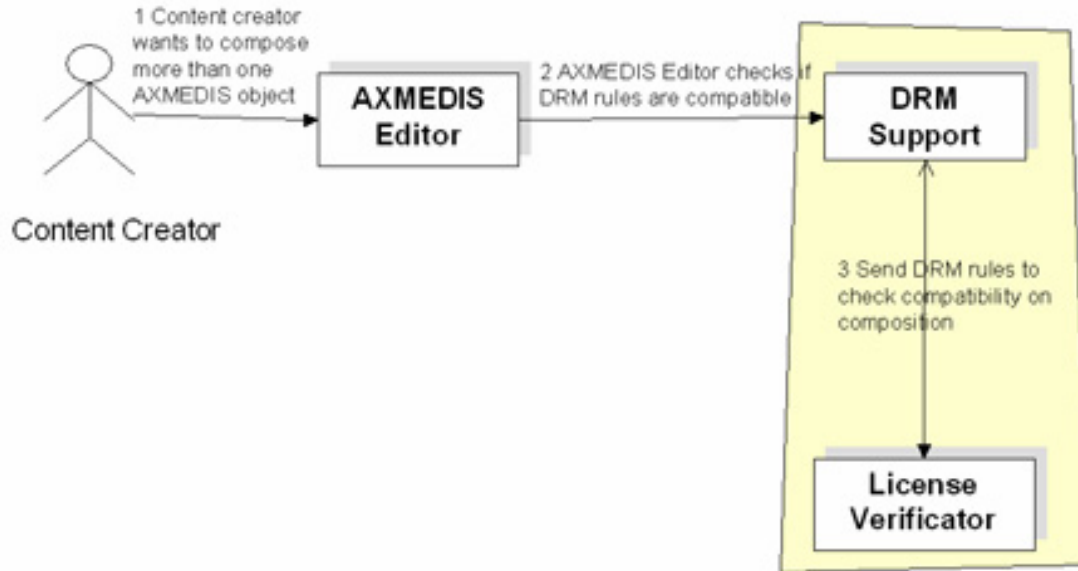 1 Content creator
wants to compose
more than one
AXMEDIS object
AXMEDIS
Editor
2 AXMEDIS Editor checks if
DRM rules are compatible
DRM
Support
Content Creator
3 Send DRM rules to
check compatibility on
composition
License
Verificator